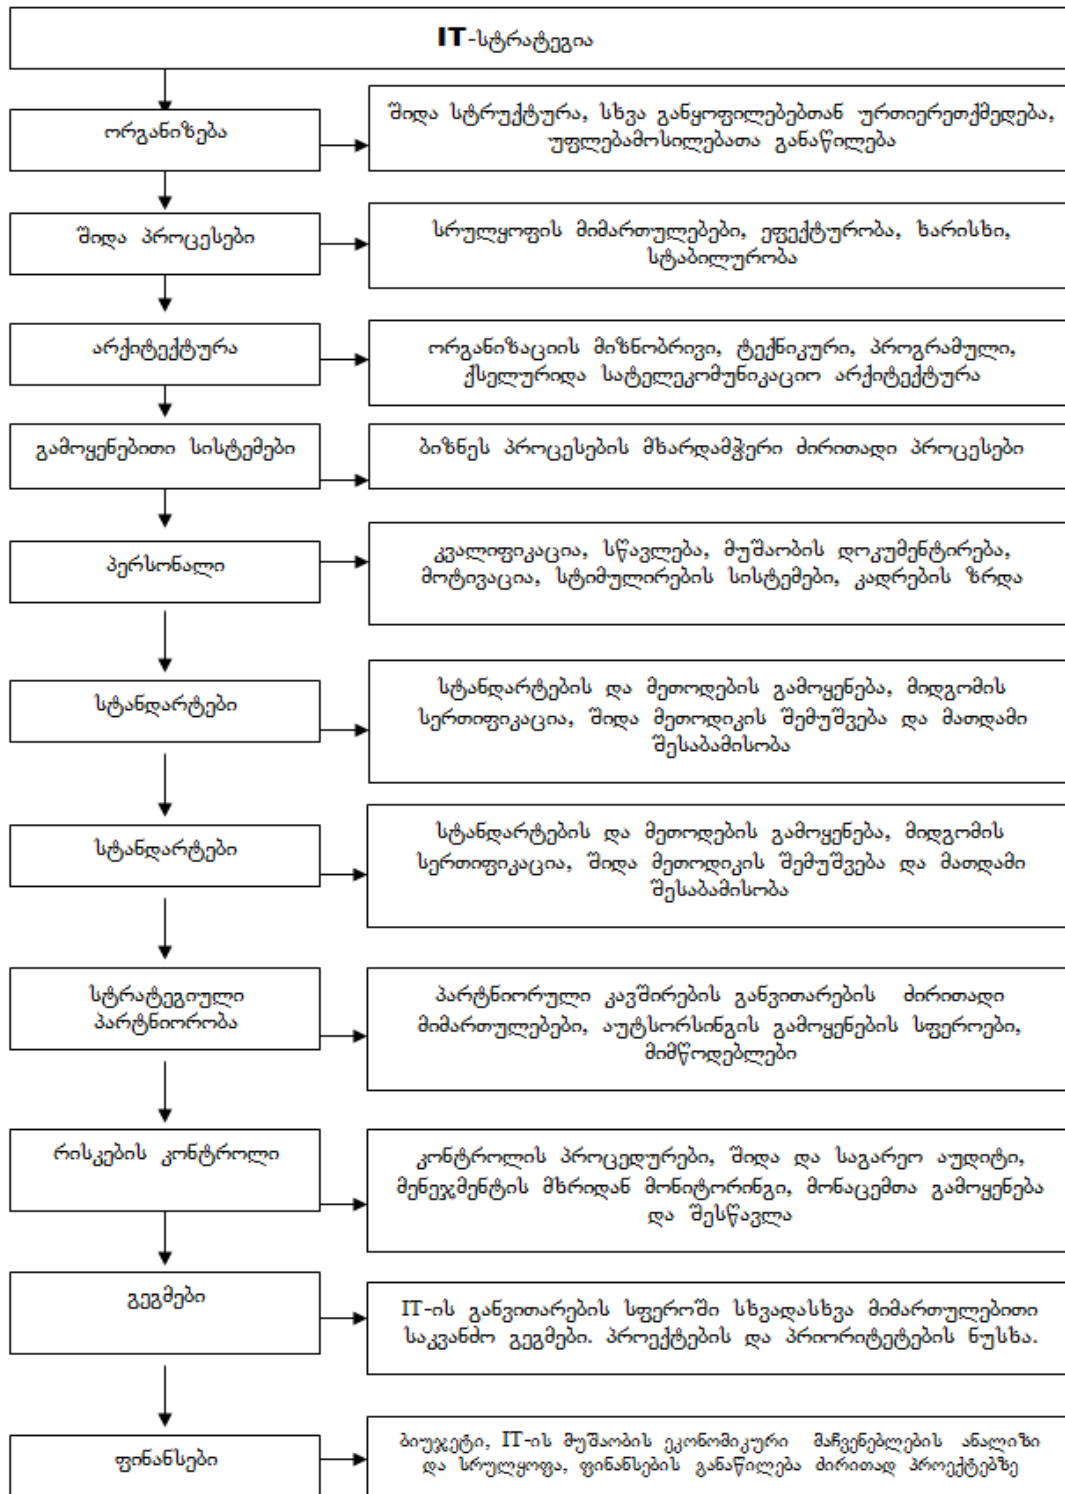 IT-სტრატეგია
ორგანიზება
შიდა სტრუქტურა, სხვა განყოფილებებთან ურთიერეთქმედება,
უფლებამოსილებათა განაწილება
შიდა პროცესები
სრულყოფის მიმართულებები, ეფექტურობა, ხარისხი,
სტაბილურობა
არქიტექტურა
ორგანიზაციის მიზნობრივი, ტექნიკური, პროგრამული,
ქსელურიდა სატელეკომუნიკაციო არქიტექტურა
გამოყენებითი სისტემები
ბიზნეს პროცესების მხარდამჭერი ძირითადი პროცესები
პერსონალი
კვალიფიკაცია, სწავლება, მუშაობის დოკუმენტირება,
მოტივაცია, სტიმულირების სისტემები, კადრების ზრდა
სტანდარტები
სტანდარტების და მეთოდების გამოყენება, მიდგომის
სერთიფიკაცია, შიდა მეთოდიკის შემუშვება და მათდამი
შესაბამისობა
სტანდარტები
სტანდარტების და მეთოდების გამოყენება, მიდგომის
სერთიფიკაცია, შიდა მეთოდიკის შემუშვება და მათდამი
შესაბამისობა
სტრატეგიული
პარტნიორობა
პარტნიორული კავშირების განვითარების ძირითადი
მიმართულებები, აუტსორსინგის გამოყენების სფეროები,
მიმწოდებლები
რისკების კონტროლი
კონტროლის პროცედურები, შიდა და საგარეო აუდიტი,
მენეჯმენტის მხრიდან მონიტორინგი, მონაცემთა გამოყენება
და შესწავლა
გეგმები
IT-ის განვითარების სფეროში სხვადასხვა მიმართულებითი
საკვანძო გეგმები. პროექტების და პრიორიტეტების ნუსხა.
ფინანსები
ბიუჯეტი, IT-ის მუშაობის ეკონომიკური მაჩვენებლების ანალიზი
და სრულყოფა, ფინანსების განაწილება ძირითად პროექტებზე